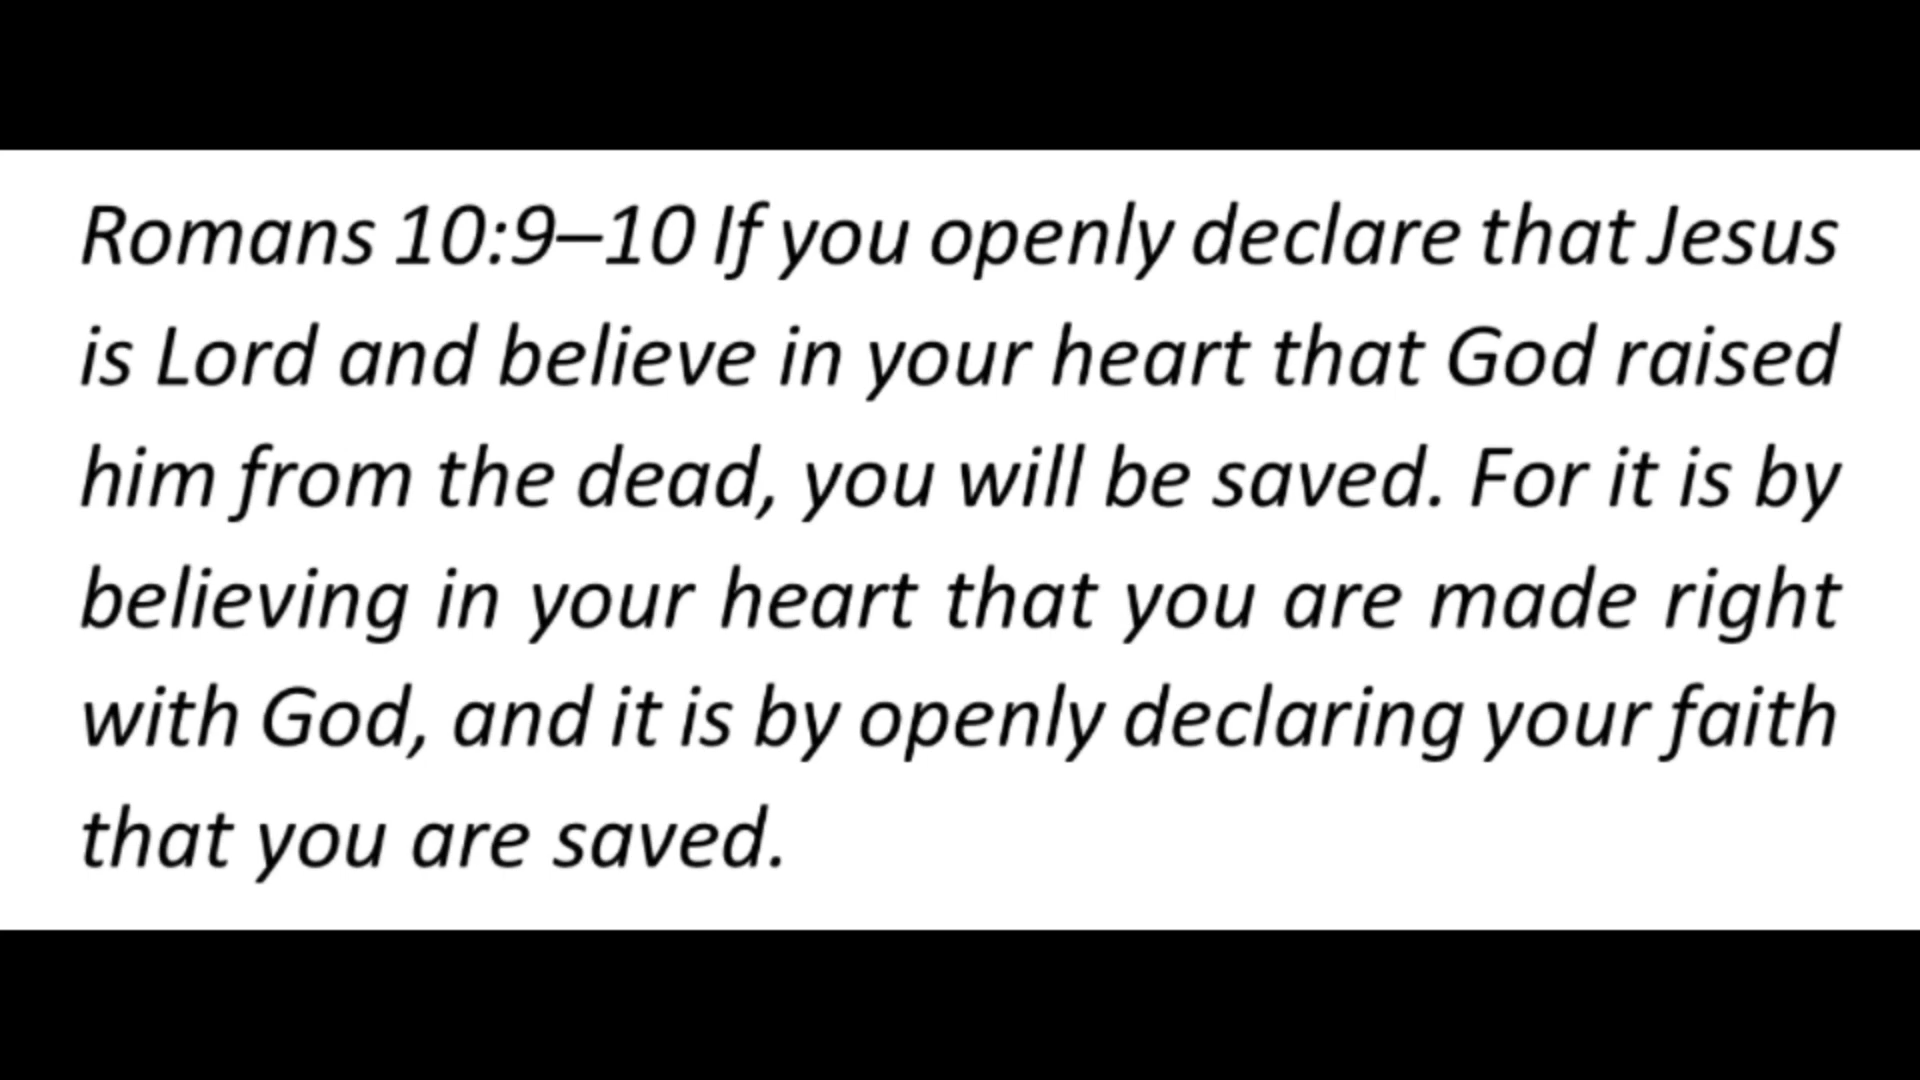 Romans 10:9–10 If you openly declare that Jesus
is Lord and believe in your heart that God raised
him from the dead, you will be saved. For it is by
believing in your heart that you are made right
with God, and it is by openly declaring your faith
that you are saved.